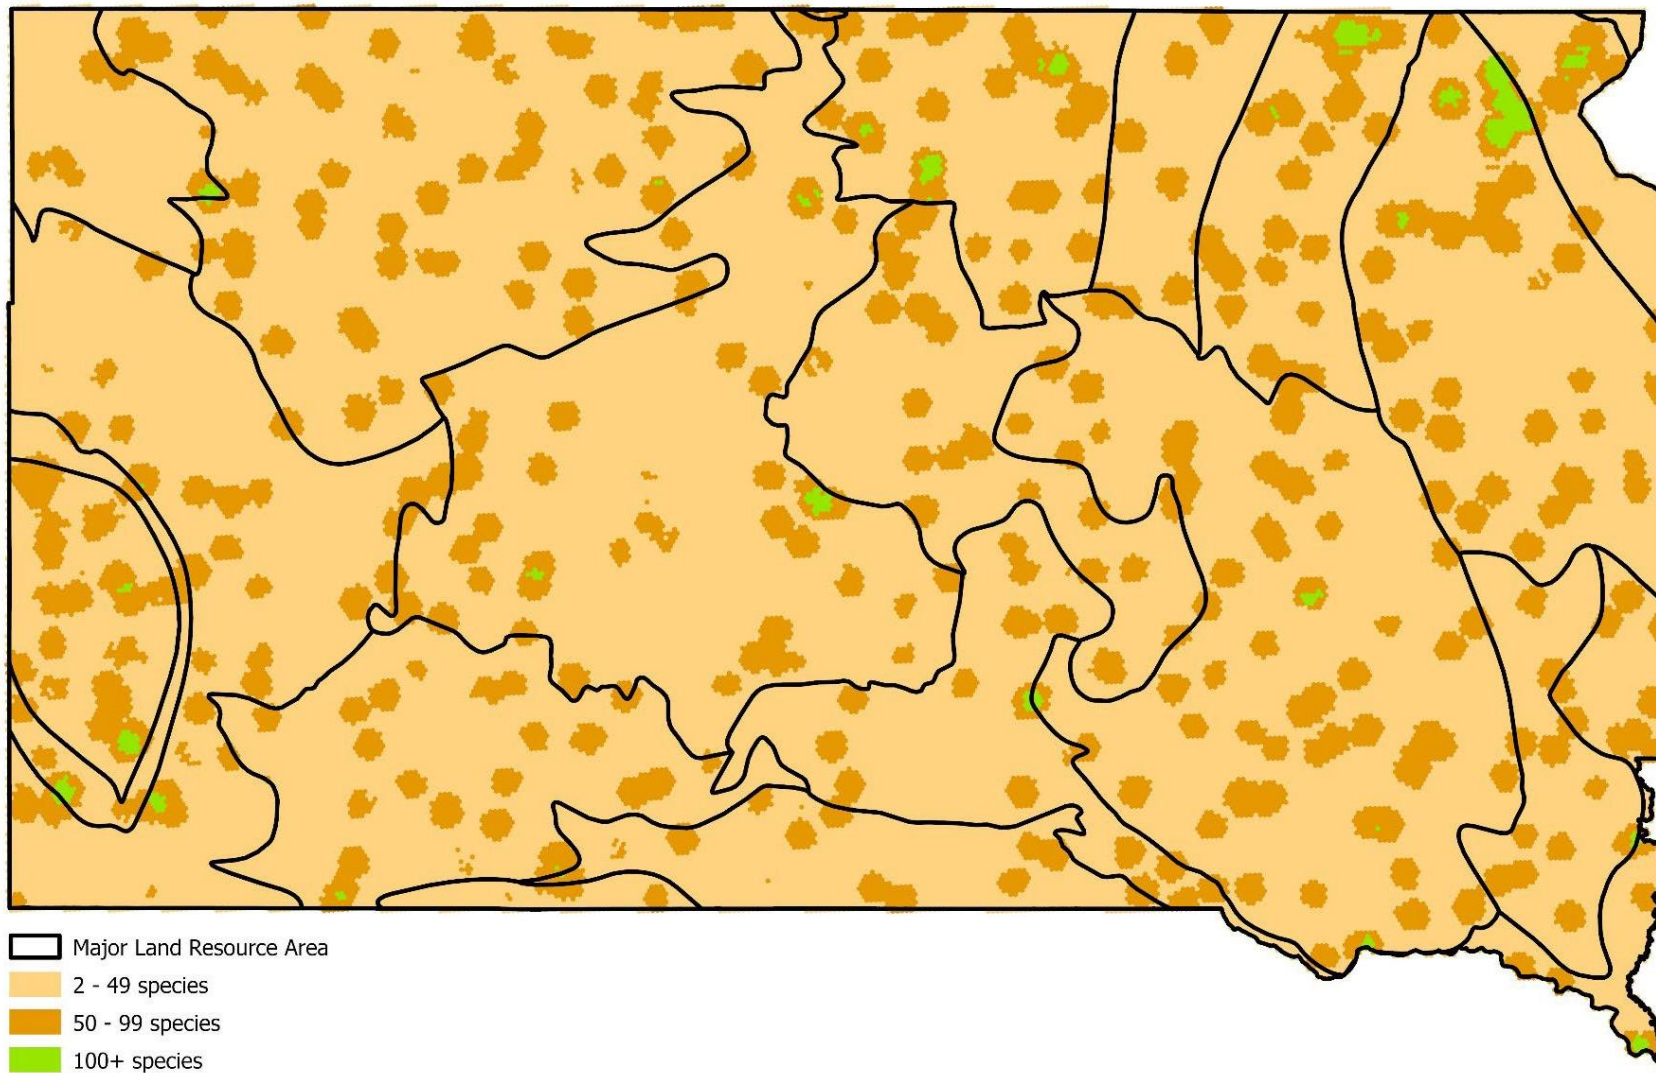 Major Land Resource Area
2 - 49 species
50 - 99 species
100+ species